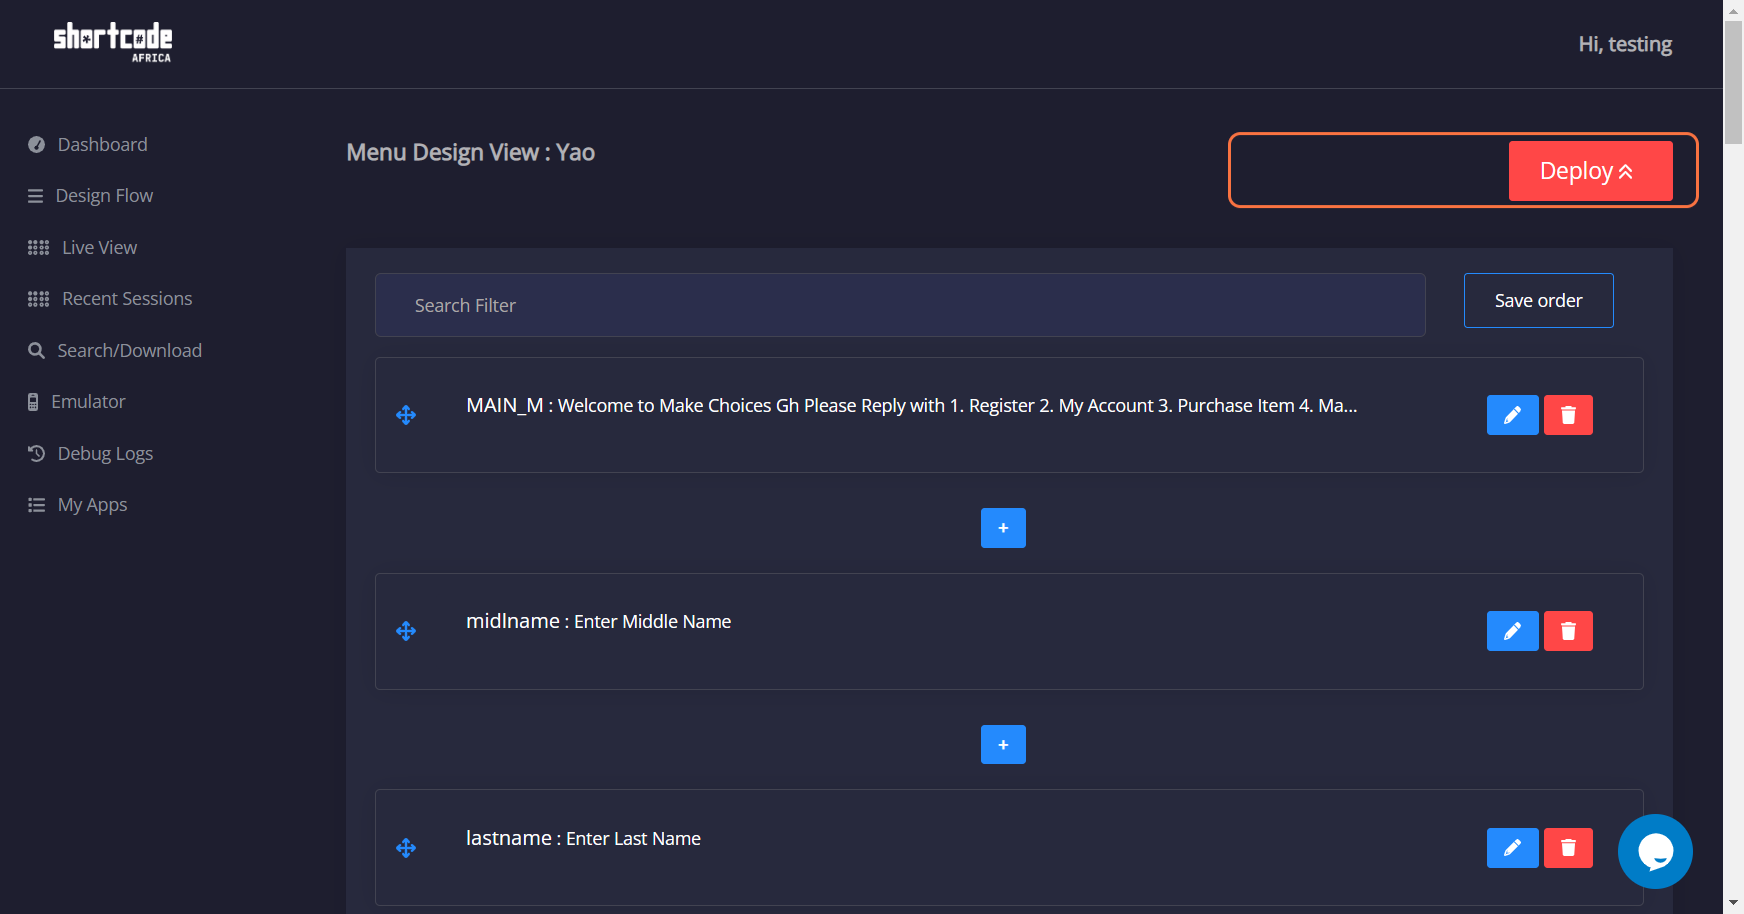 shortcode
AFRICA
Hi, testing
Dashboard
Design Flow
Live View
Recent Sessions
Search/Download
Emulator
Debug Logs
My Apps
Menu Design View : Yao
Deploy
Search Filter
Save order
MAIN_M : Welcome to Make Choices Gh Please Reply with 1. Register 2. My Account 3. Purchase Item 4. Ma...
+
midlname : Enter Middle Name
+
lastname : Enter Last Name